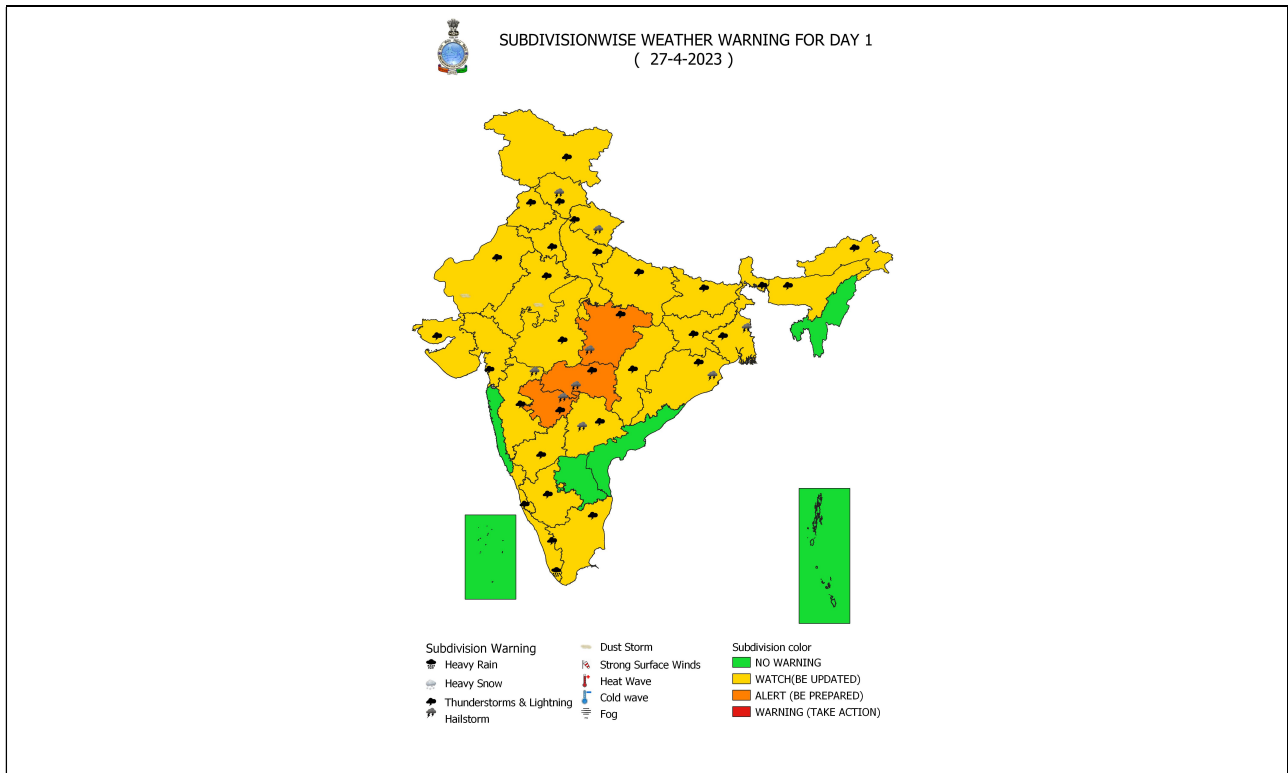 SUBDIVISIONWISE WEATHER WARNING FOR DAY 1
( 27-4-2023 )
Subdivision Warning
Heavy Rain
Heavy Snow
Thunderstorms & Lightning
Hailstorm
Dust Storm
Strong Surface Winds
Heat Wave
Cold wave
Fog
Subdivision color
NO WARNING
WATCH(BE UPDATED)
ALERT (BE PREPARED)
WARNING (TAKE ACTION)